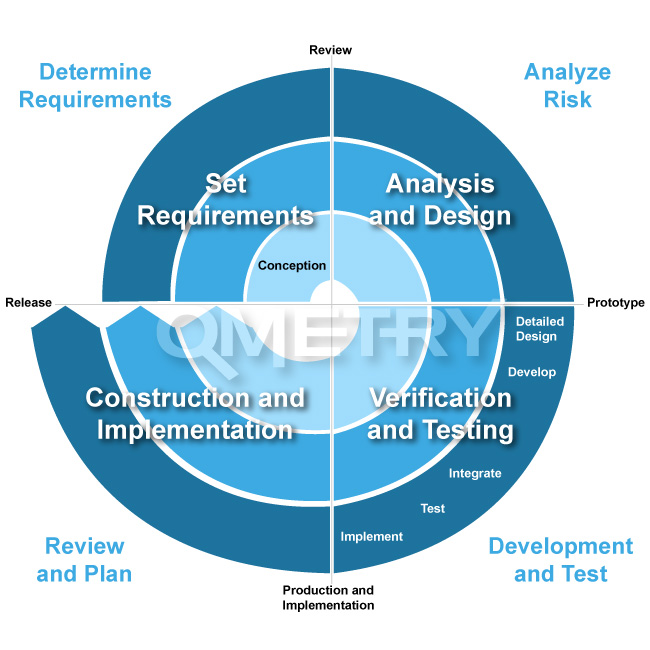 Review
Determine
Requirements
Analyze
Risk
Set
Requirements
Analysis
and Design
Conception
Release
Prototype
QMETRY
Detailed
Design
Develop
Construction and
Implementation
Verification
and Testing
Integrate
Test
Implement
Review
and Plan
Development
and Test
Production and
Implementation